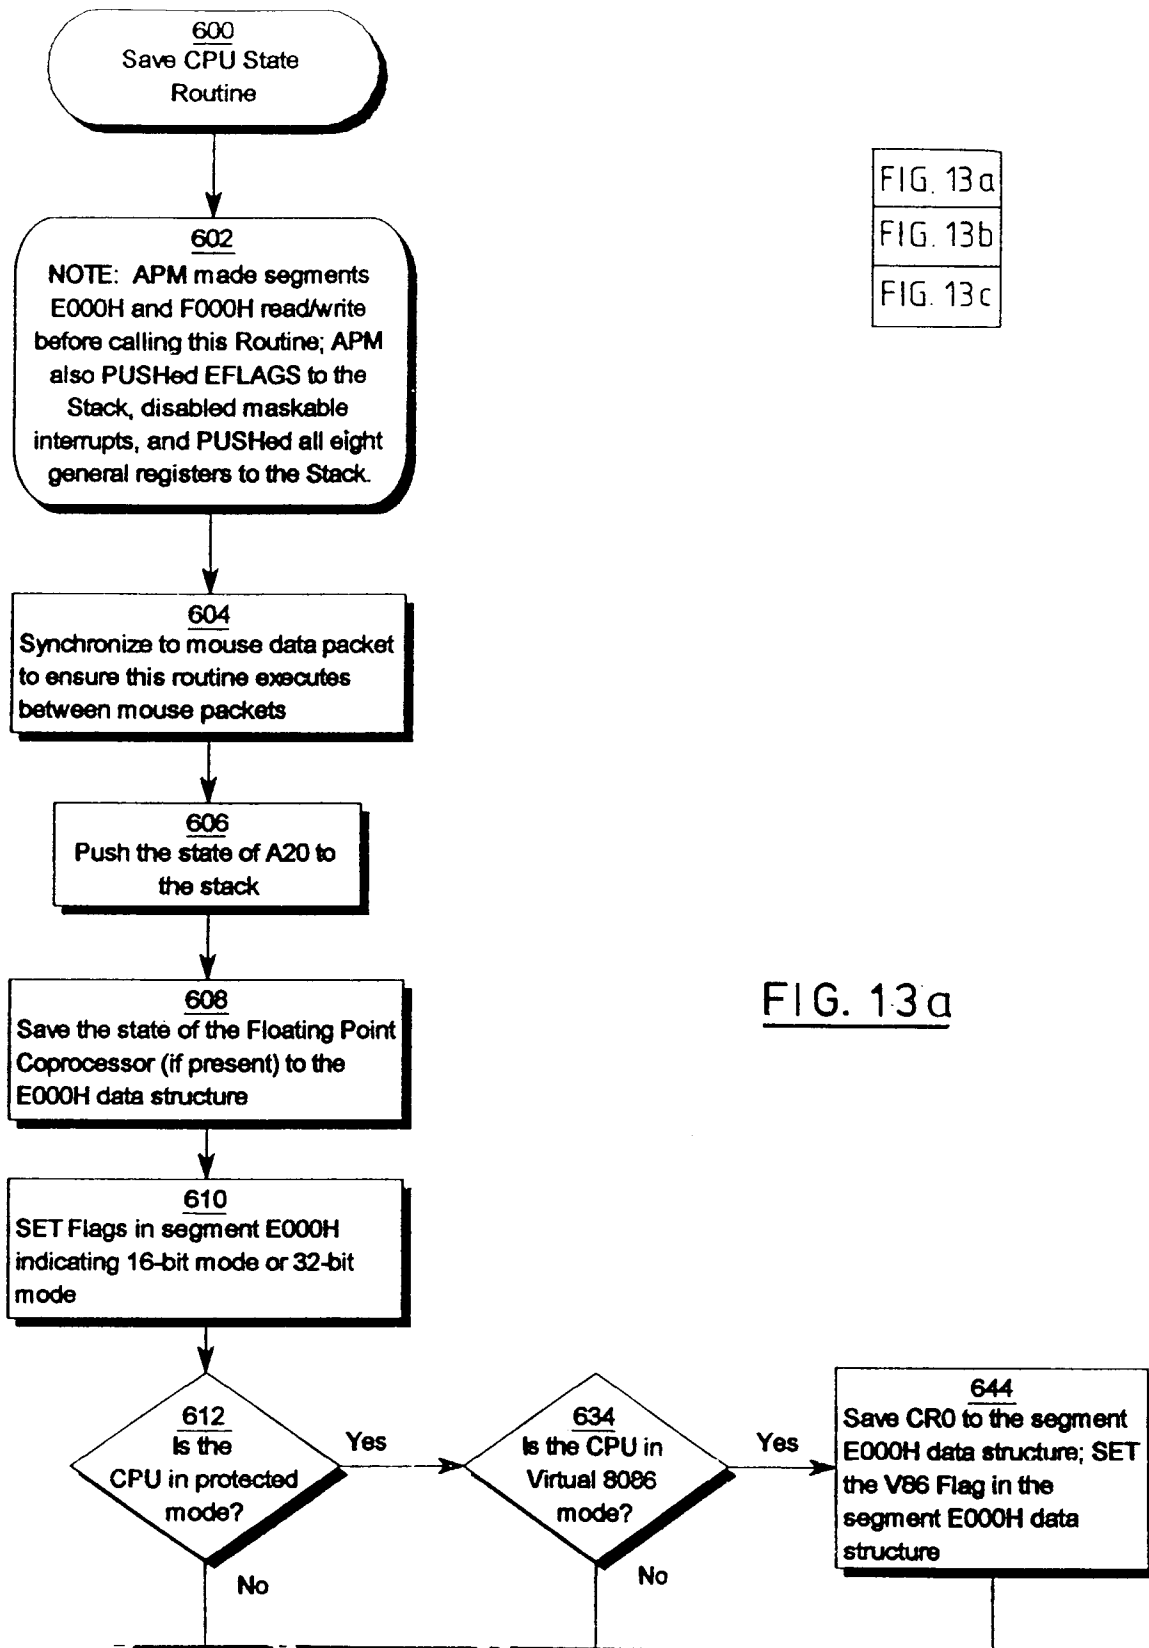 600
Save CPU State
Routine
FIG. 13a
FIG. 13b
FIG. 13c
602
NOTE: APM made segments
E000H and F000H read/write
before calling this Routine; APM
also PUSHed EFLAGS to the
Stack, disabled maskable
interrupts, and PUSHed all eight
general registers to the Stack.
604
Synchronize to mouse data packet
to ensure this routine executes
between mouse packets
606
Push the state of A20 to
the stack
608
Save the state of the Floating Point
Coprocessor (if present) to the
E000H data structure
FIG. 13a
610
SET Flags in segment E000H
indicating 16-bit mode or 32-bit
mode
612
Is the
CPU in protected
mode?
Yes
No
634
Is the CPU in
Virtual 8086
mode?
Yes
No
644
Save CR0 to the segment
E000H data structure; SET
the V86 Flag in the
segment E000H data
structure